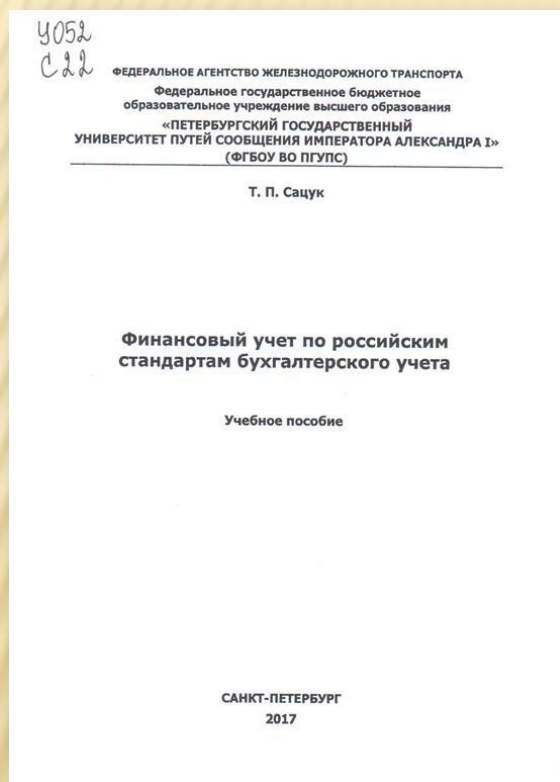 У052
С22
ФЕДЕРАЛЬНОЕ АГЕНТСТВО ЖЕЛЕЗНОДОРОЖНОГО ТРАНСПОРТА
Федеральное государственное бюджетное
образовательное учреждение высшего образования
«ПЕТЕРБУРГСКИЙ ГОСУДАРСТВЕННЫЙ
УНИВЕРСИТЕТ ПУТЕЙ СООБЩЕНИЯ ИМПЕРАТОРА АЛЕКСАНДРА I»
(ФГБОУ ВО ПГУПС)
Т. П. Сацук
Финансовый учет по российским
стандартам бухгалтерского учета
Учебное пособие
САНКТ-ПЕТЕРБУРГ
2017